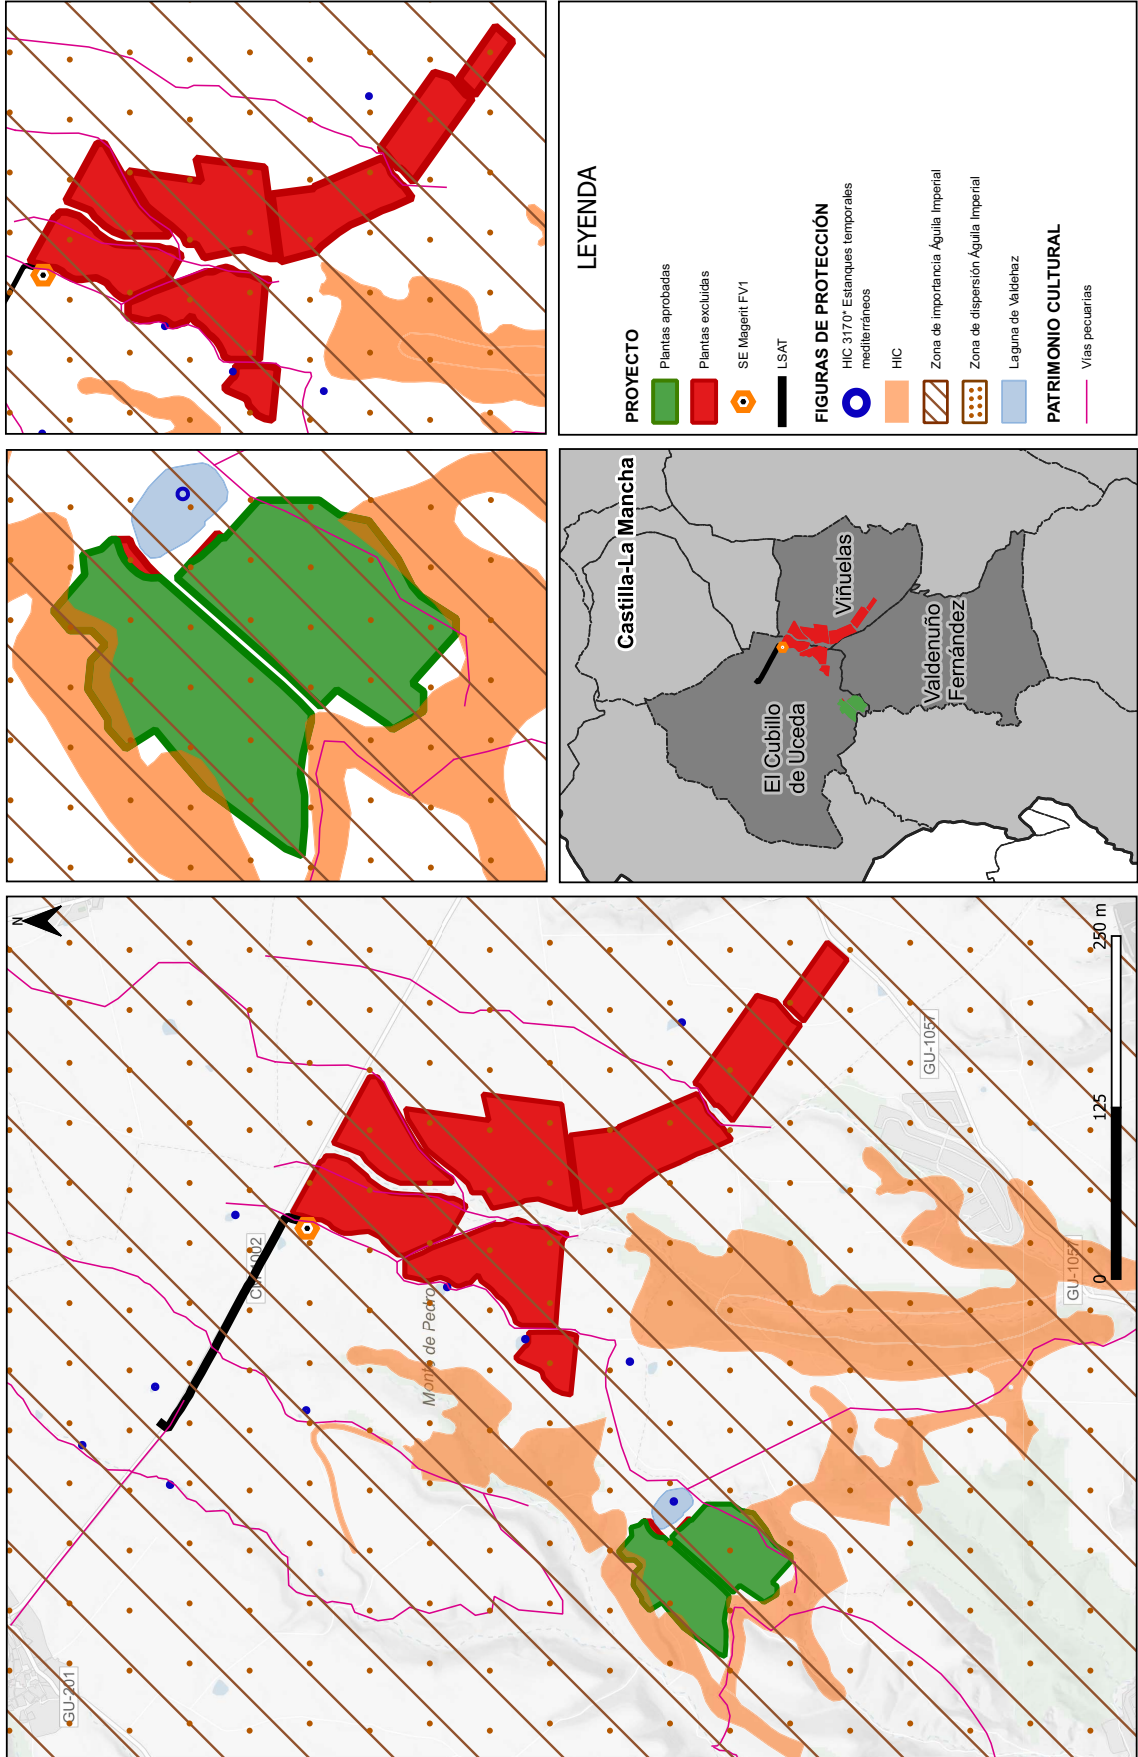 N
GU-201
Monte de Pedro
GU-1057
GU-1057
0
125
250 m
Castilla-La Mancha
El Cubillo
de Uceda
Viñuelas
Valdenuño
Fernández
LEYENDA
PROYECTO
Plantas aprobadas
Plantas excluidas
SE Magerit FV1
LSAT
FIGURAS DE PROTECCIÓN
HIC 3170* Estanques temporales
mediterráneos
HIC
Zona de importancia Águila Imperial
Zona de dispersión Águila Imperial
Laguna de Valdehaz
PATRIMONIO CULTURAL
Vías pecuarias